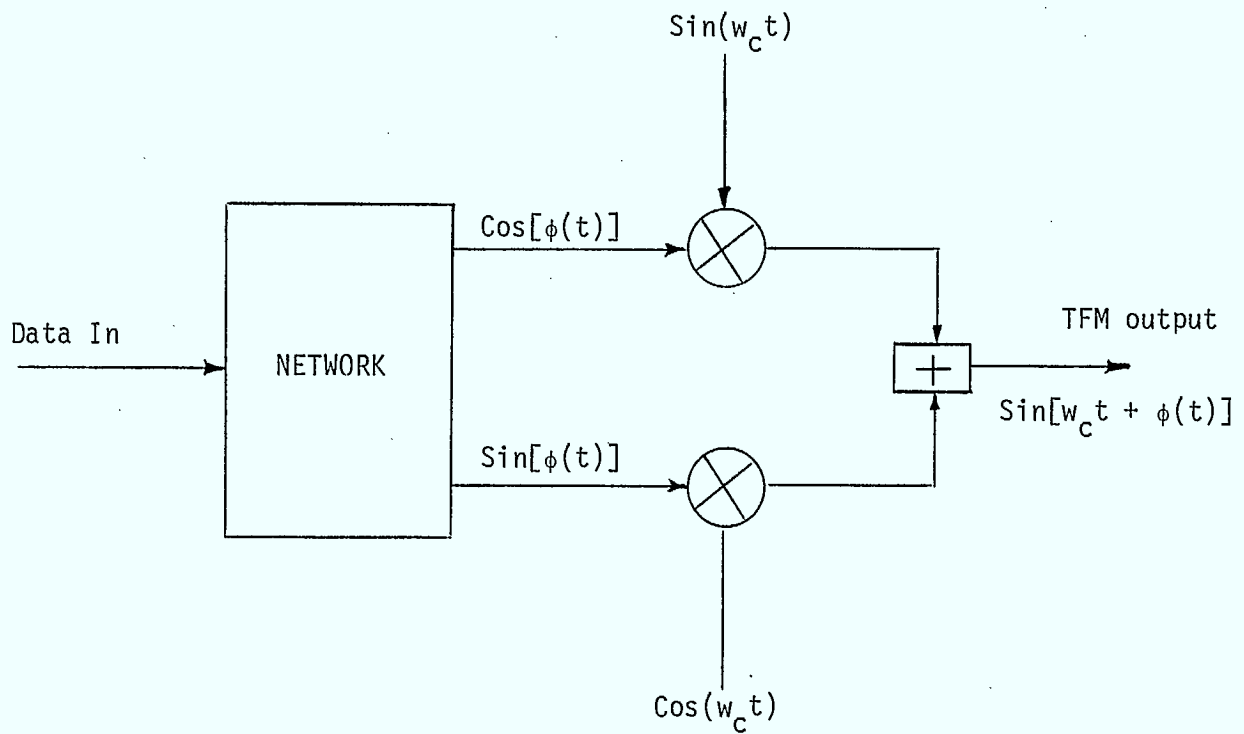 Sin(w_c t)
Cos[φ(t)]
Data In
NETWORK
TFM output
+
Sin[w_c t + φ(t)]
Sin[φ(t)]
Cos(w_c t)